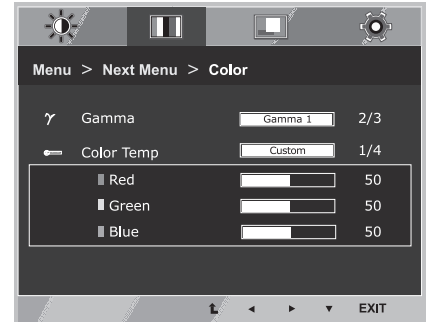 Menu > Next Menu > Color
γ Gamma Gamma 1 2/3
Color Temp Custom 1/4
Red 50
Green 50
Blue 50
EXIT